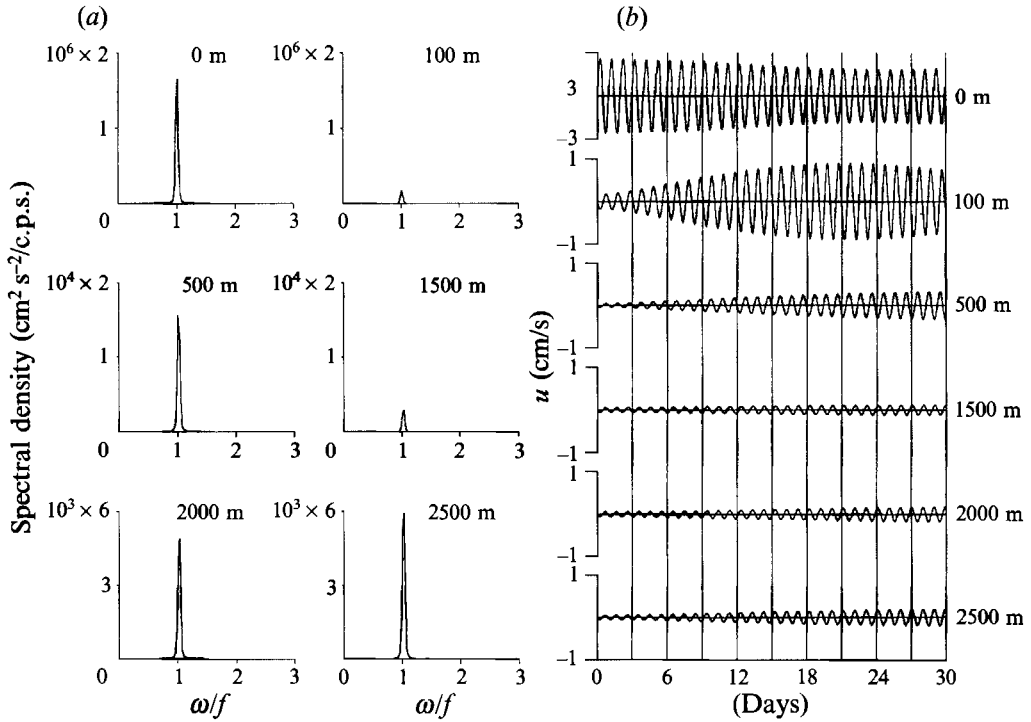 (a)
Spectral density (cm² s⁻²/c.p.s.)
10⁶ × 2
0 m
1
0 1 2 3
10⁶ × 2
100 m
1
0 1 2 3
10⁴ × 2
500 m
1
0 1 2 3
10⁴ × 2
1500 m
1
0 1 2 3
10³ × 6
2000 m
3
0 1 2 3
ω/f
10³ × 6
2500 m
3
0 1 2 3
ω/f
(b)
u (cm/s)
3
–3
0 m
1
–1
100 m
1
–1
500 m
1
–1
1500 m
1
–1
2000 m
1
–1
2500 m
0 6 12 18 24 30
(Days)